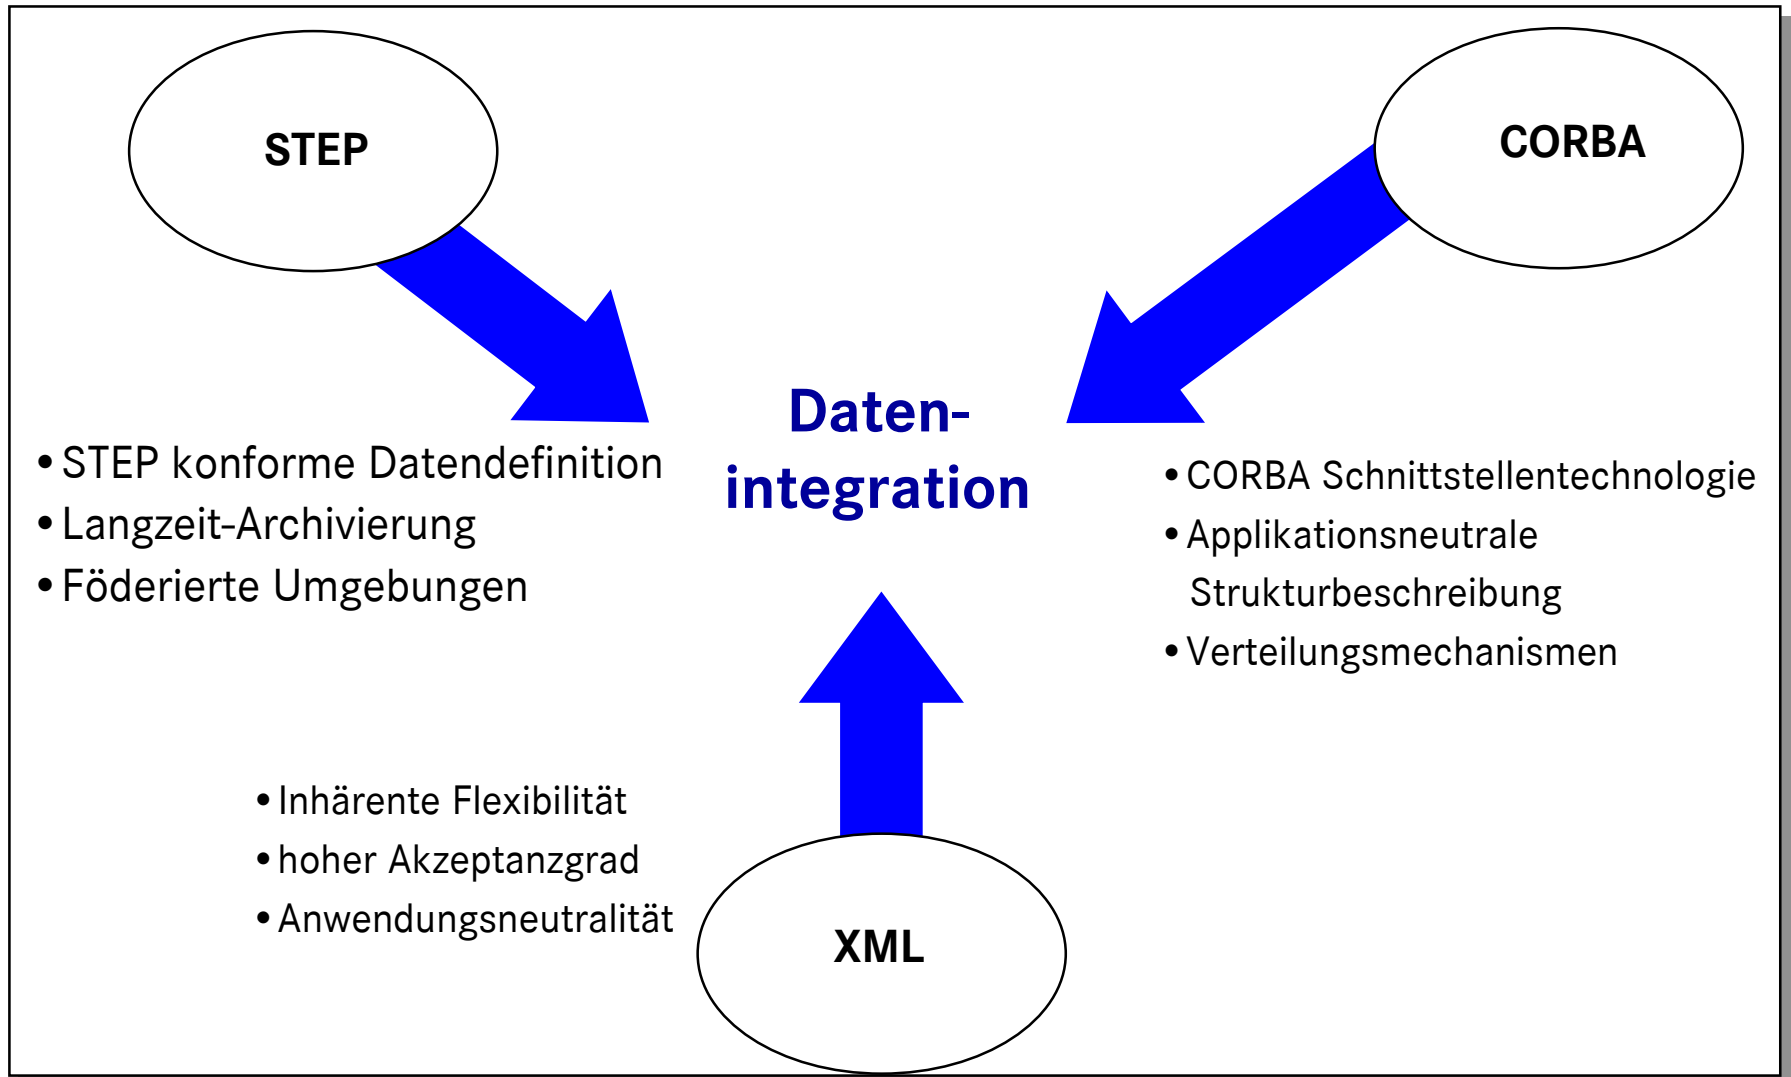 STEP
CORBA
Daten-
integration
• STEP konforme Datendefinition
• Langzeit-Archivierung
• Föderierte Umgebungen
• CORBA Schnittstellentechnologie
• Applikationsneutrale
Strukturbeschreibung
• Verteilungsmechanismen
• Inhärente Flexibilität
• hoher Akzeptanzgrad
• Anwendungsneutralität
XML